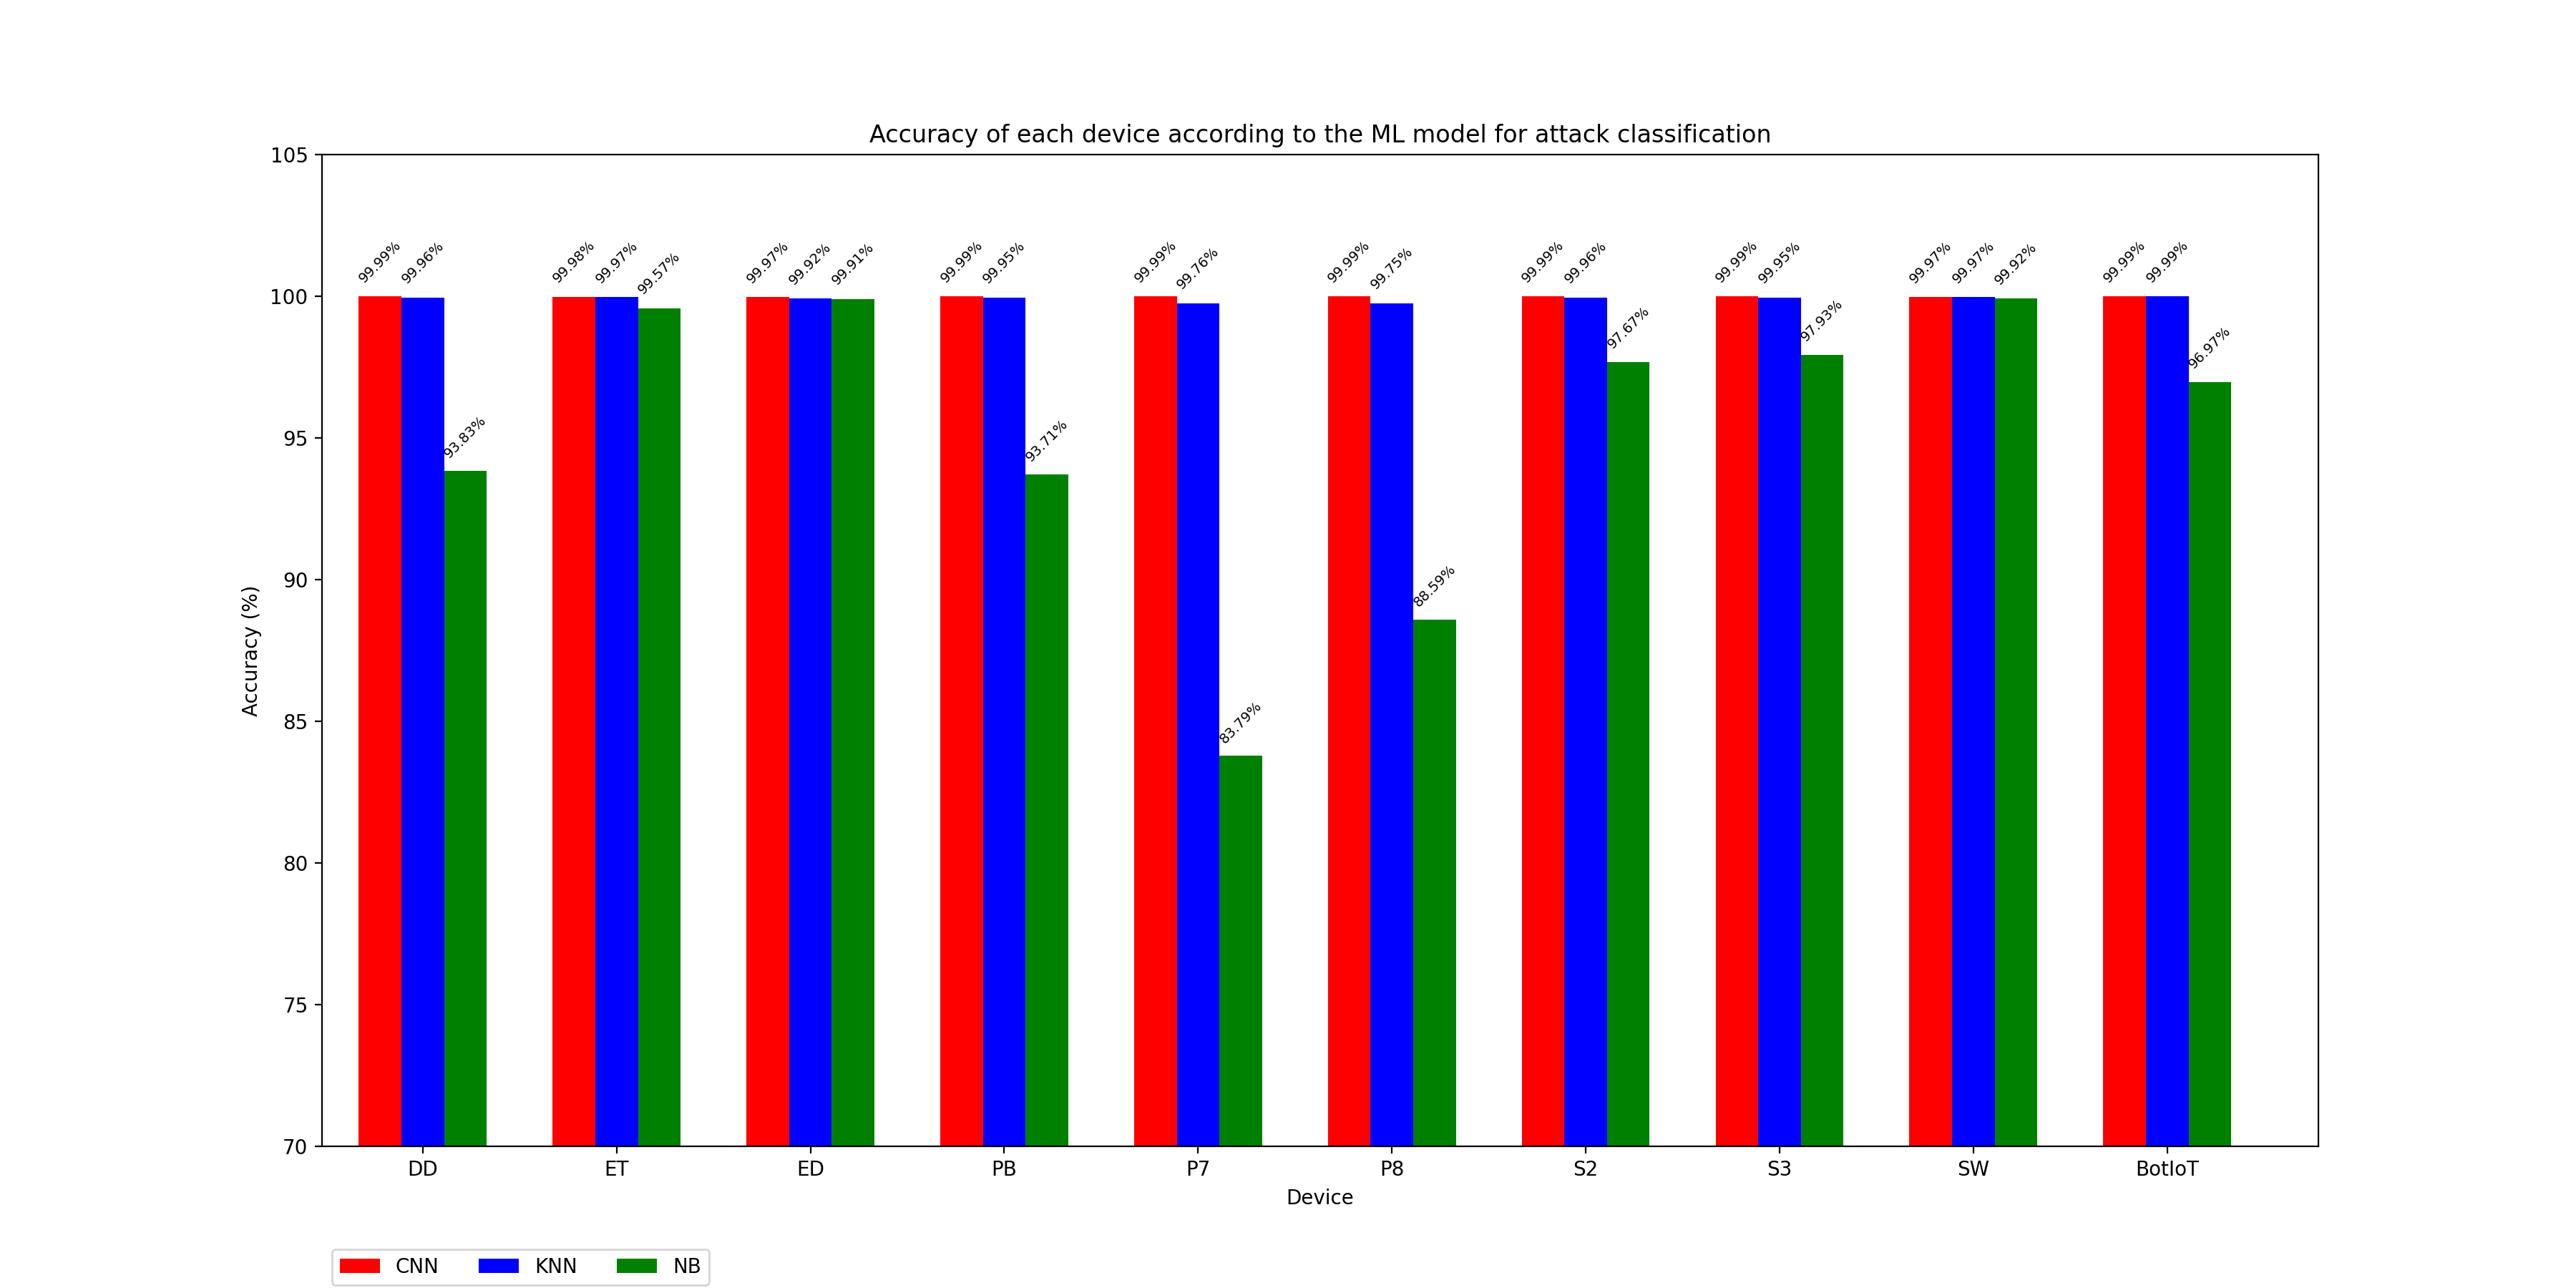 Accuracy of each device according to the ML model for attack classification
105
100
95
90
85
80
75
70
Accuracy (%)
99.99% 99.96% 93.83%
99.98% 99.97% 99.57%
99.97% 99.92% 99.91%
99.99% 99.95% 93.71%
99.99% 99.76% 83.79%
99.99% 99.75% 88.59%
99.99% 99.96% 97.67%
99.99% 99.95% 97.93%
99.97% 99.97% 99.92%
99.99% 99.99% 96.97%
DD ET ED PB P7 P8 S2 S3 SW BotIoT
Device
CNN KNN NB